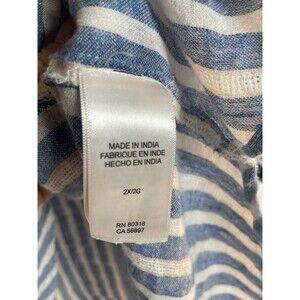 MADE IN INDIA
FABRIQUE EN INDE
HECHO EN INDIA
2X/2G
RN 80318
CA 56897